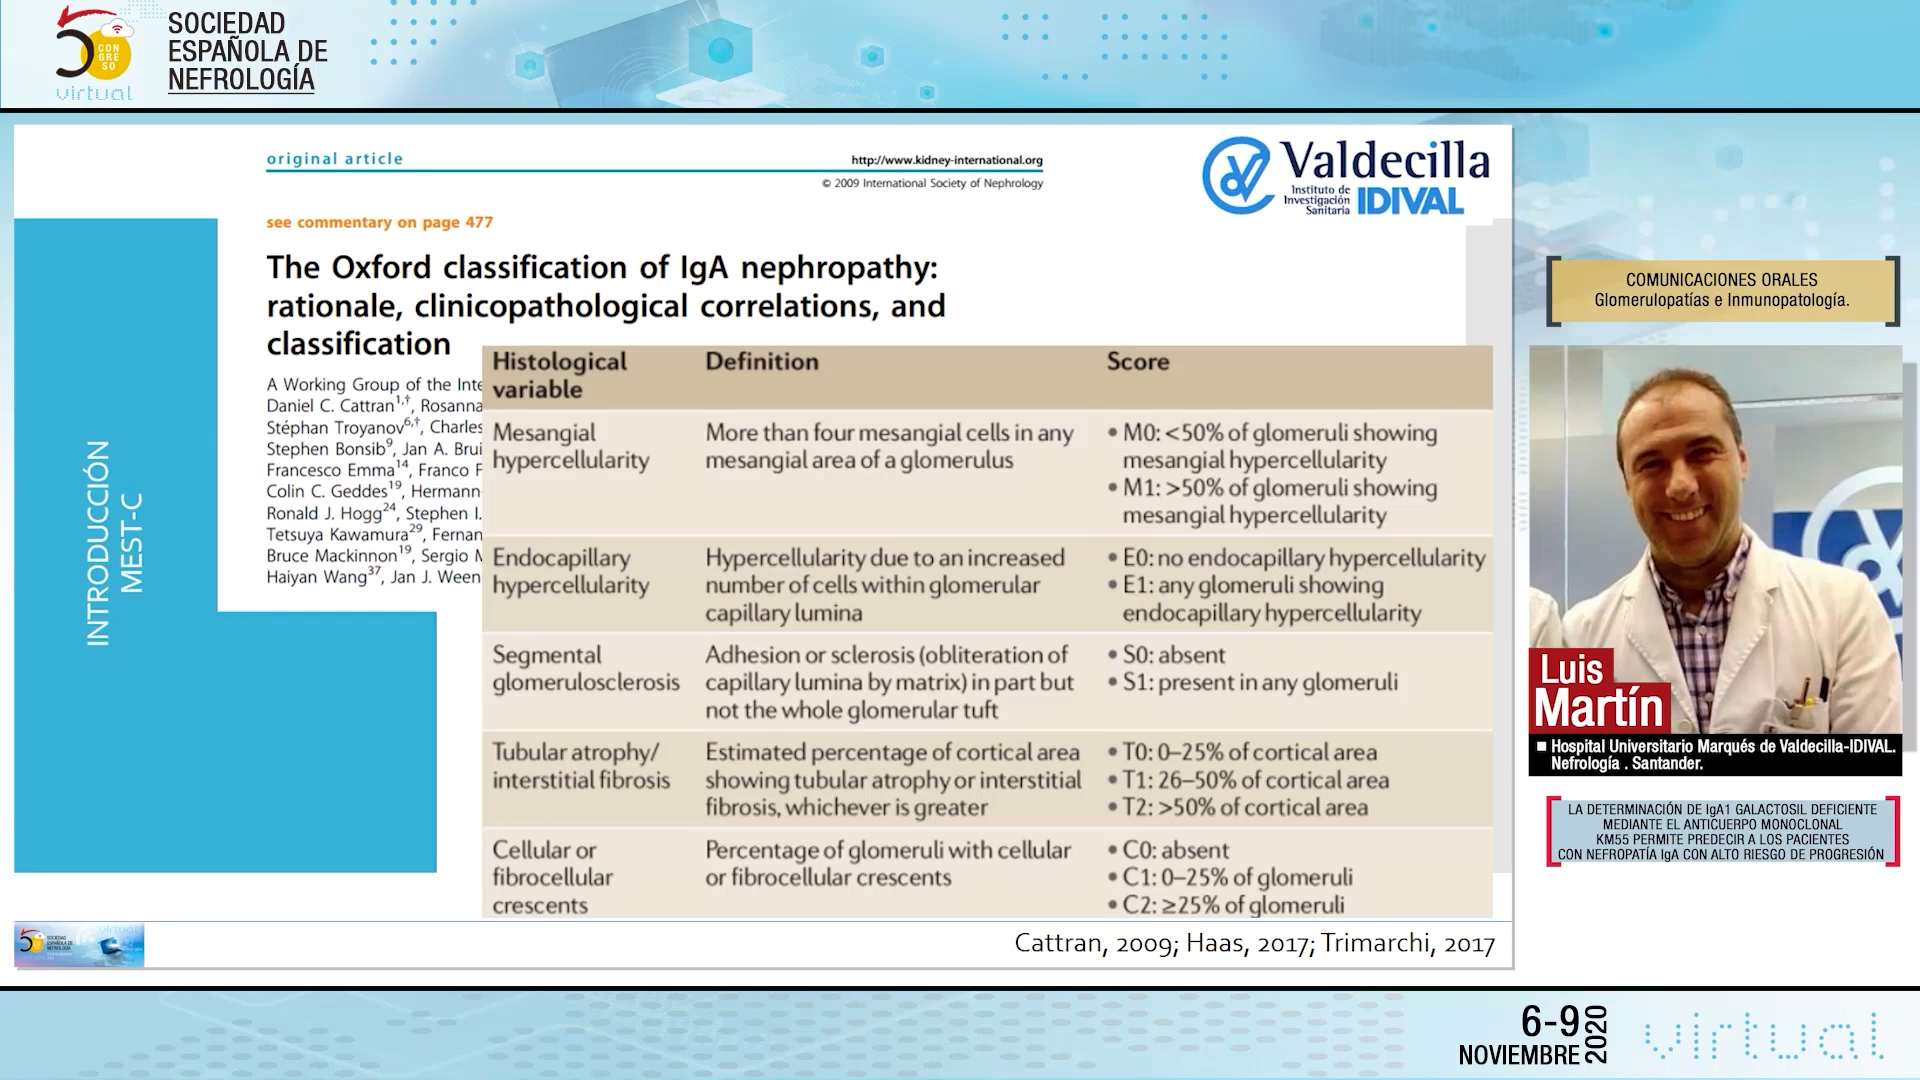 SOCIEDAD
ESPAÑOLA DE
NEFROLOGÍA
CON
GRE
SO
virtual
original article
http://www.kidney-international.org
© 2009 International Society of Nephrology
Valdecilla
Instituto de
Investigación
Sanitaria
IDIVAL
see commentary on page 477
The Oxford classification of IgA nephropathy:
rationale, clinicopathological correlations, and
classification
A Working Group of the Inte
Daniel C. Cattran1,†, Rosanna
Stéphan Troyanov6,†, Charles
Stephen Bonsib9, Jan A. Brui
Francesco Emma14, Franco F
Colin C. Geddes19, Hermann-
Ronald J. Hogg24, Stephen I.
Tetsuya Kawamura29, Fernan
Bruce Mackinnon19, Sergio M
Haiyan Wang37, Jan J. Ween
INTRODUCCIÓN
MEST-C
Histological
variable
Definition
Score
Mesangial
hypercellularity
More than four mesangial cells in any
mesangial area of a glomerulus
• M0: <50% of glomeruli showing
mesangial hypercellularity
• M1: >50% of glomeruli showing
mesangial hypercellularity
Endocapillary
hypercellularity
Hypercellularity due to an increased
number of cells within glomerular
capillary lumina
• E0: no endocapillary hypercellularity
• E1: any glomeruli showing
endocapillary hypercellularity
Segmental
glomerulosclerosis
Adhesion or sclerosis (obliteration of
capillary lumina by matrix) in part but
not the whole glomerular tuft
• S0: absent
• S1: present in any glomeruli
Tubular atrophy/
interstitial fibrosis
Estimated percentage of cortical area
showing tubular atrophy or interstitial
fibrosis, whichever is greater
• T0: 0–25% of cortical area
• T1: 26–50% of cortical area
• T2: >50% of cortical area
Cellular or
fibrocellular
crescents
Percentage of glomeruli with cellular
or fibrocellular crescents
• C0: absent
• C1: 0–25% of glomeruli
• C2: ≥25% of glomeruli
Cattran, 2009; Haas, 2017; Trimarchi, 2017
COMUNICACIONES ORALES
Glomerulopatías e Inmunopatología.
Luis
Martín
■ Hospital Universitario Marqués de Valdecilla-IDIVAL.
Nefrología . Santander.
LA DETERMINACIÓN DE IgA1 GALACTOSIL DEFICIENTE
MEDIANTE EL ANTICUERPO MONOCLONAL
KM55 PERMITE PREDECIR A LOS PACIENTES
CON NEFROPATÍA IgA CON ALTO RIESGO DE PROGRESIÓN
6-9
NOVIEMBRE
2020
virtual